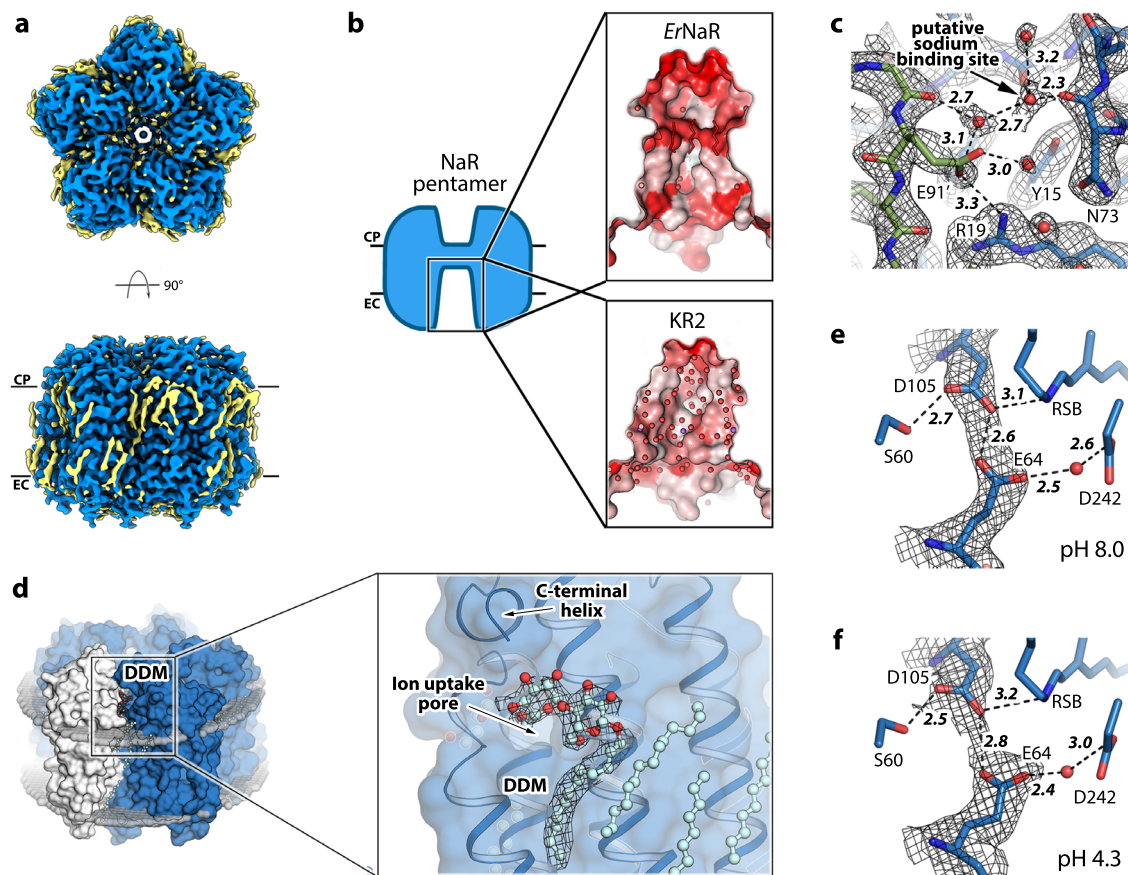 a
90°
CP
EC
b
NaR
pentamer
CP
EC
ErNaR
KR2
c
putative
sodium
binding site
3.2
2.3
2.7
2.7
3.1
3.0
E91′
Y15
3.3
N73
R19
d
DDM
C-terminal
helix
Ion uptake
pore
DDM
e
D105
3.1
RSB
2.7
S60
2.6
E64
2.6
2.5
D242
pH 8.0
f
D105
3.2
RSB
2.5
S60
2.8
E64
3.0
2.4
D242
pH 4.3